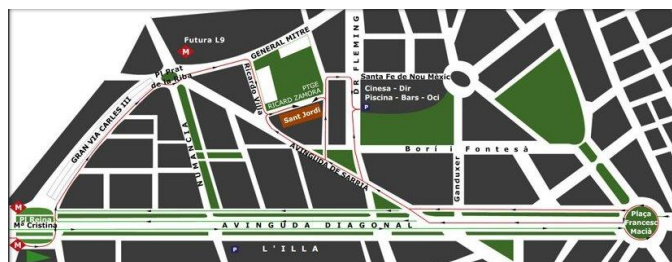 Futura L9
M
GENERAL MITRE
Pl Prat
de la Riba
Ricardo Villa
PTGE
RICARD ZAMORA
Sant Jordi
DR FLEMING
Santa Fe de Nou Mèxic
Cinesa - Dir
Piscina - Bars - Oci
P
GRAN VIA CARLES III
NUMANCIA
AVINGUDA DE SARRIA
Borí i Fontesà
Ganduxer
M
Pl Reina
Mª Cristina
M
AVINGUDA DIAGONAL
Plaça
Francesc
Macià
P
L'ILLA